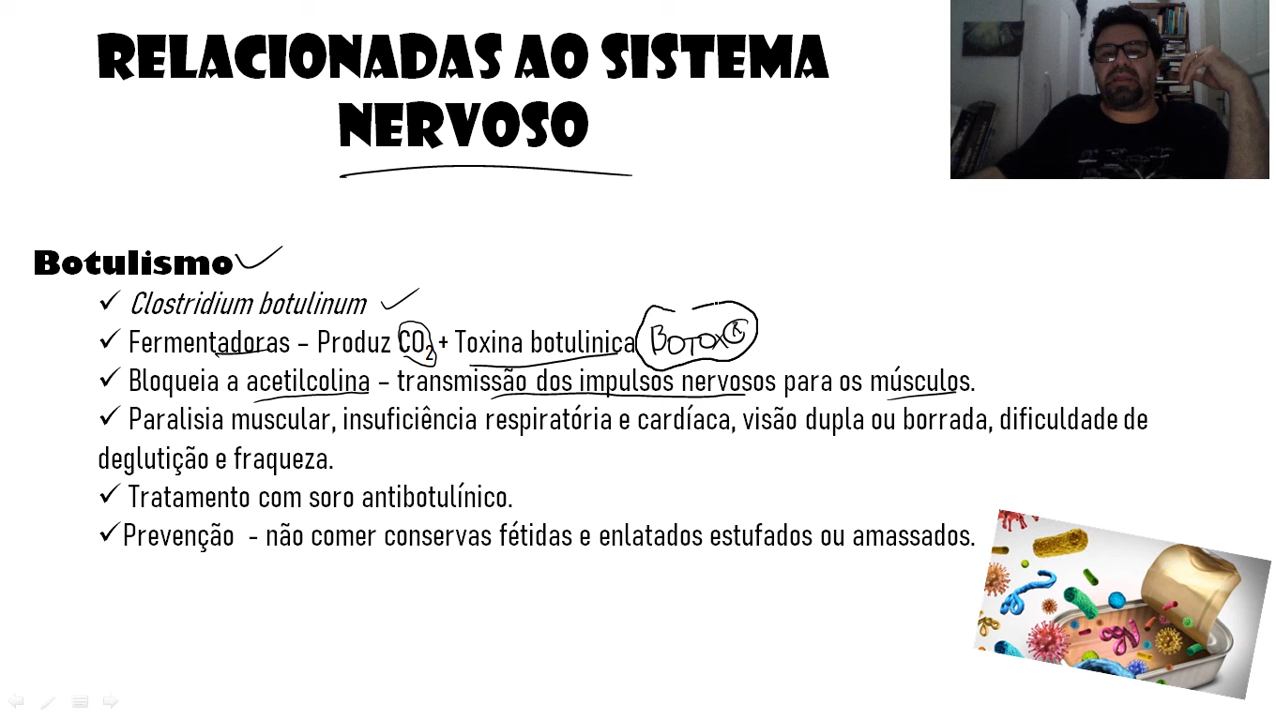 RELACIONADAS AO SISTEMA
NERVOSO
Botulismo
✓ Clostridium botulinum
✓ Fermentadoras – Produz CO₂ + Toxina botulinica BOTOX®
✓ Bloqueia a acetilcolina – transmissão dos impulsos nervosos para os músculos.
✓ Paralisia muscular, insuficiência respiratória e cardíaca, visão dupla ou borrada, dificuldade de
deglutição e fraqueza.
✓ Tratamento com soro antibotulínico.
✓ Prevenção - não comer conservas fétidas e enlatados estufados ou amassados.